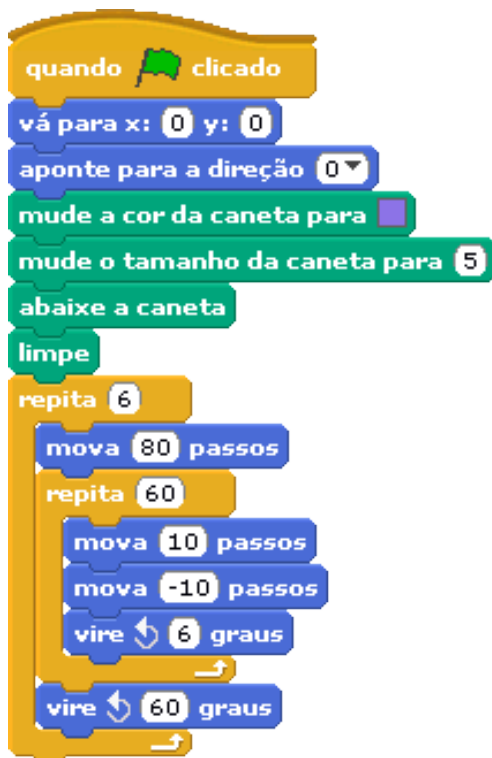 quando clicado
vá para x: 0 y: 0
aponte para a direção 0
mude a cor da caneta para
mude o tamanho da caneta para 5
abaixe a caneta
limpe
repita 6
mova 80 passos
repita 60
mova 10 passos
mova -10 passos
vire 6 graus
vire 60 graus